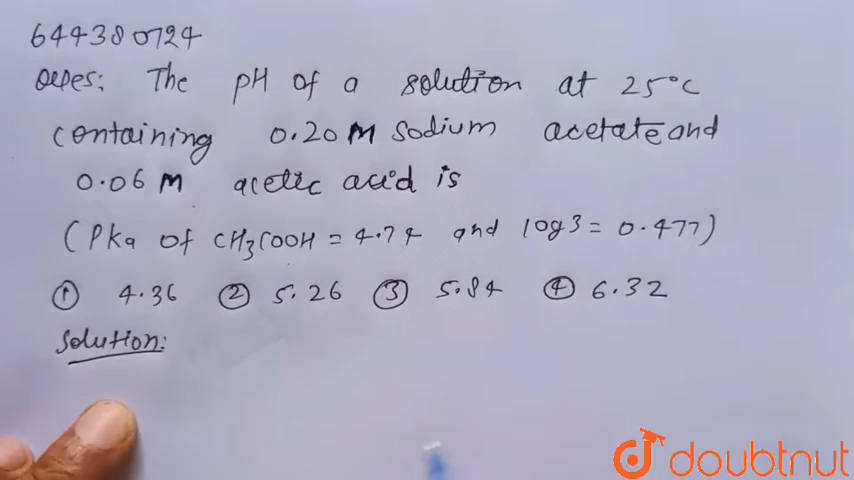 644380724
Ques: The pH of a solution at 25°C
containing 0.20 M sodium acetate and
0.06 M acetic acid is
(PKa of CH3COOH = 4.74 and log3 = 0.477)
① 4.36 ② 5.26 ③ 5.84 ④ 6.32
Solution:
doubtnut